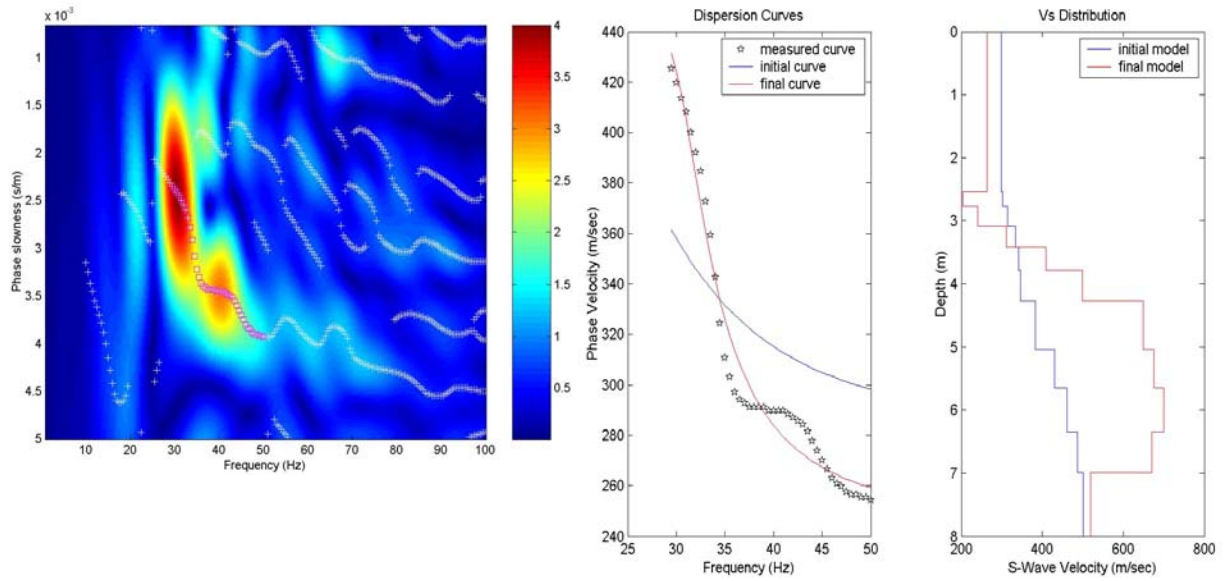 x 10⁻³
1
1.5
2
2.5
3
3.5
4
4.5
5
Phase slowness (s/m)
10 20 30 40 50 60 70 80 90 100
Frequency (Hz)
4
3.5
3
2.5
2
1.5
1
0.5
Dispersion Curves
measured curve
initial curve
final curve
440
420
400
380
360
340
320
300
280
260
240
Phase Velocity (m/sec)
25 30 35 40 45 50
Frequency (Hz)
Vs Distribution
initial model
final model
0
1
2
3
4
5
6
7
8
Depth (m)
200 400 600 800
S-Wave Velocity (m/sec)